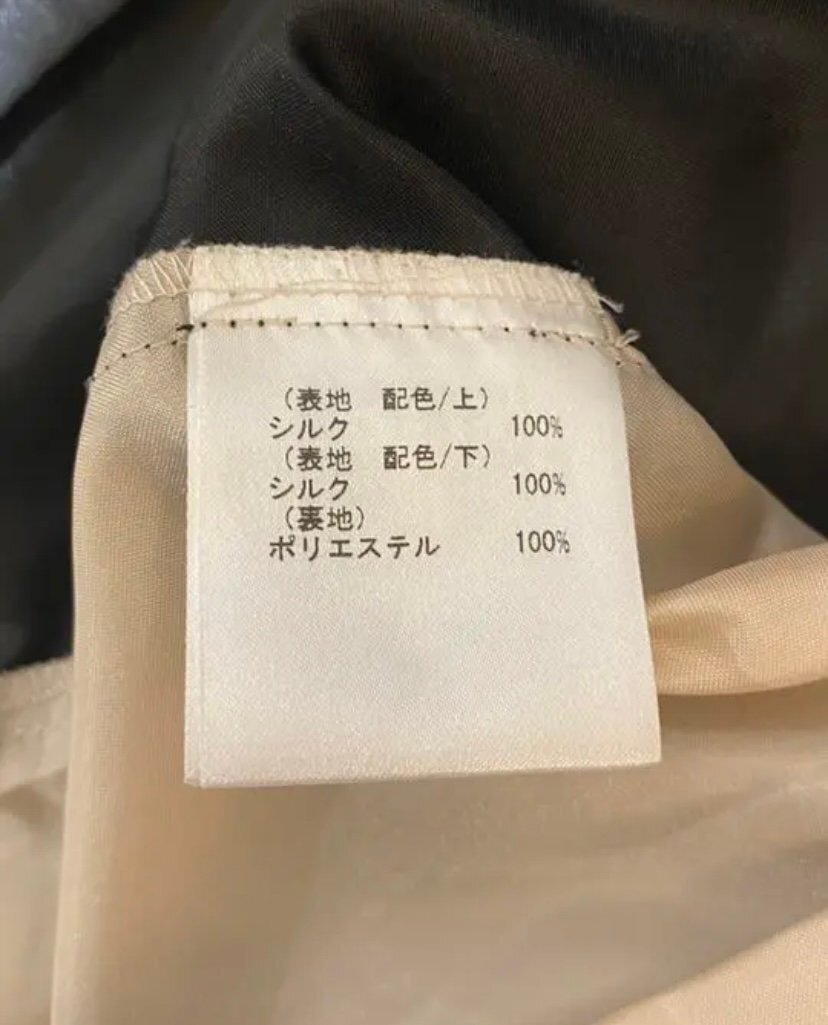 （表地　配色/上）
シルク　100%
（表地　配色/下）
シルク　100%
（裏地）
ポリエステル　100%